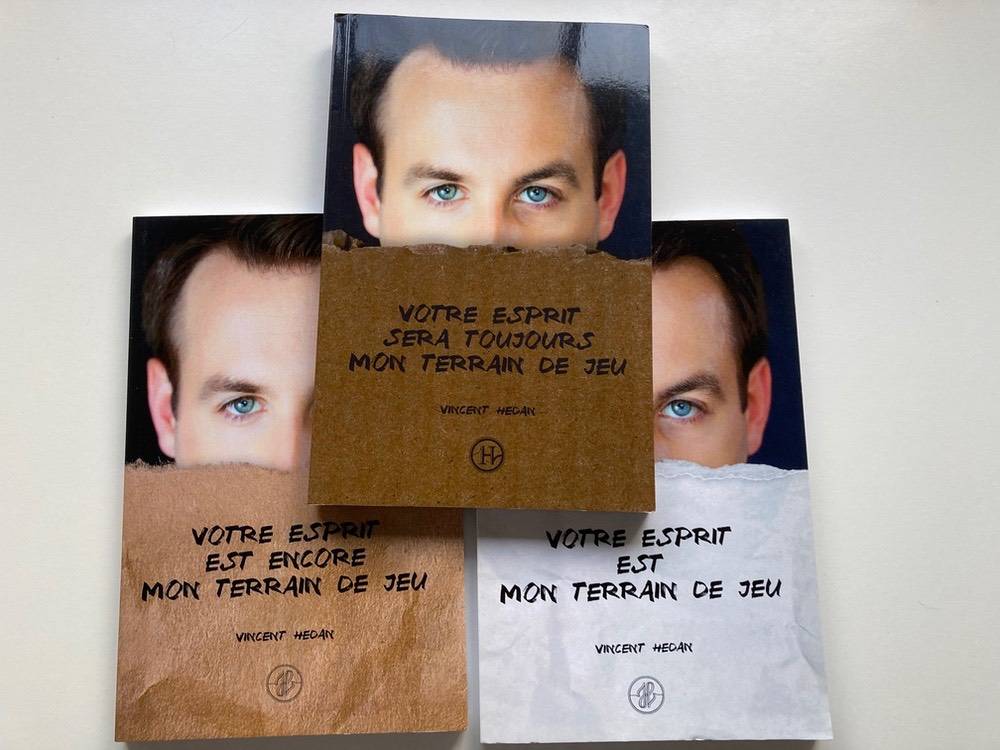 VOTRE ESPRIT
SERA TOUJOURS
MON TERRAIN DE JEU
VINCENT HEDAN
H
VOTRE ESPRIT
EST ENCORE
MON TERRAIN DE JEU
VINCENT HEDAN
VOTRE ESPRIT
EST
MON TERRAIN DE JEU
VINCENT HEDAN